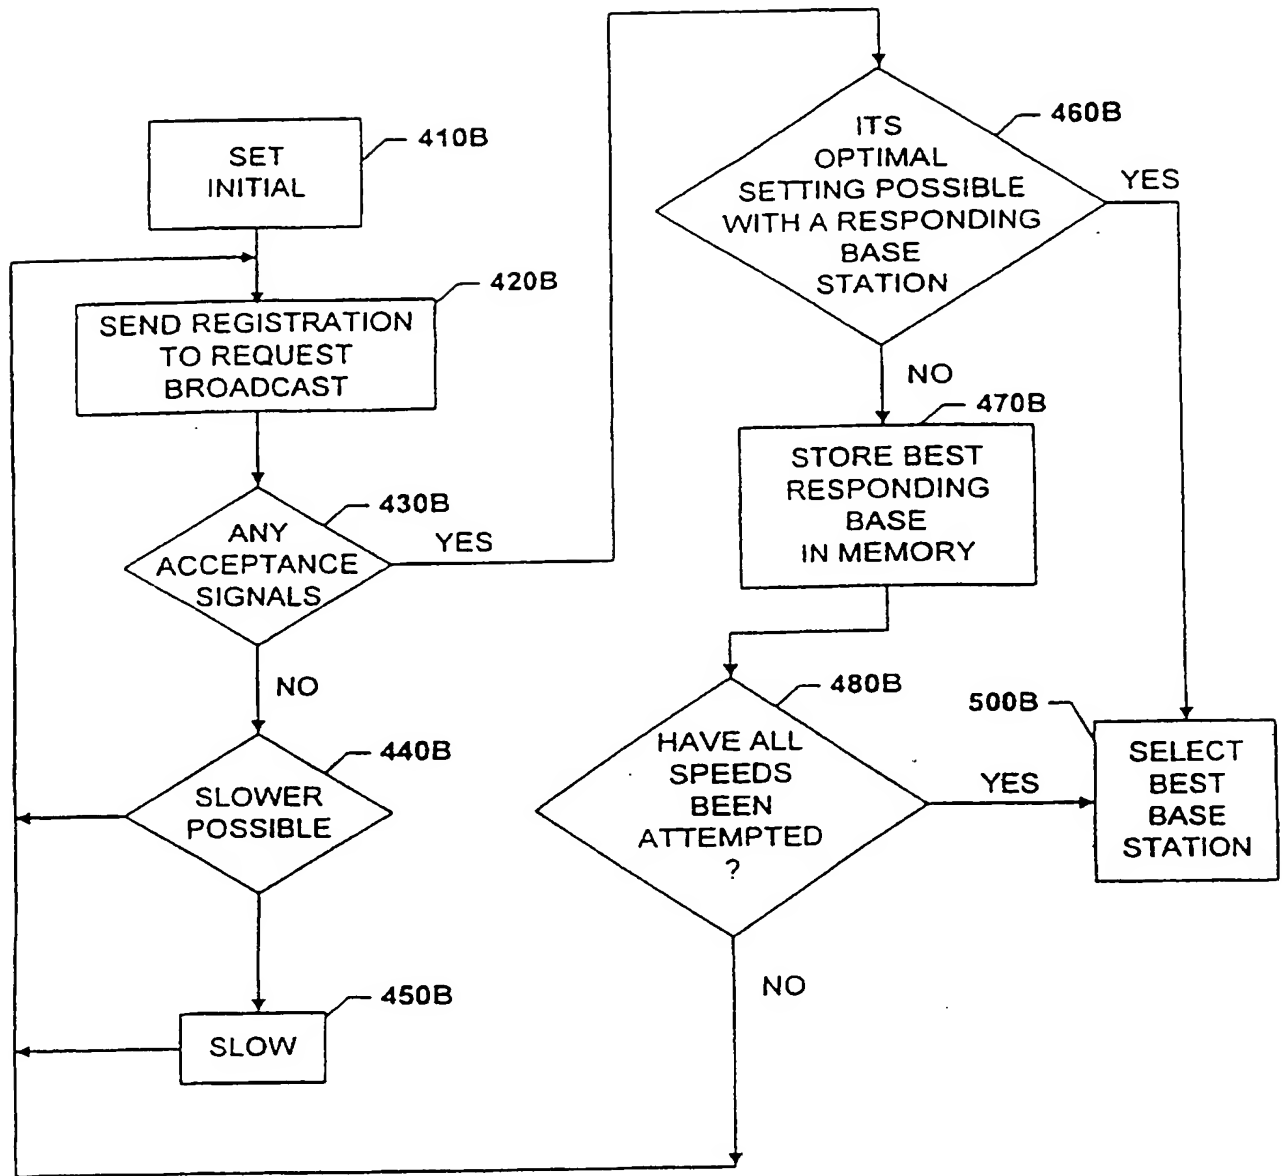 SET
INITIAL
410B
SEND REGISTRATION
TO REQUEST
BROADCAST
420B
ANY
ACCEPTANCE
SIGNALS
430B
YES
NO
SLOWER
POSSIBLE
440B
SLOW
450B
ITS
OPTIMAL
SETTING POSSIBLE
WITH A RESPONDING
BASE
STATION
460B
YES
NO
STORE BEST
RESPONDING
BASE
IN MEMORY
470B
HAVE ALL
SPEEDS
BEEN
ATTEMPTED
?
480B
YES
NO
500B
SELECT
BEST
BASE
STATION